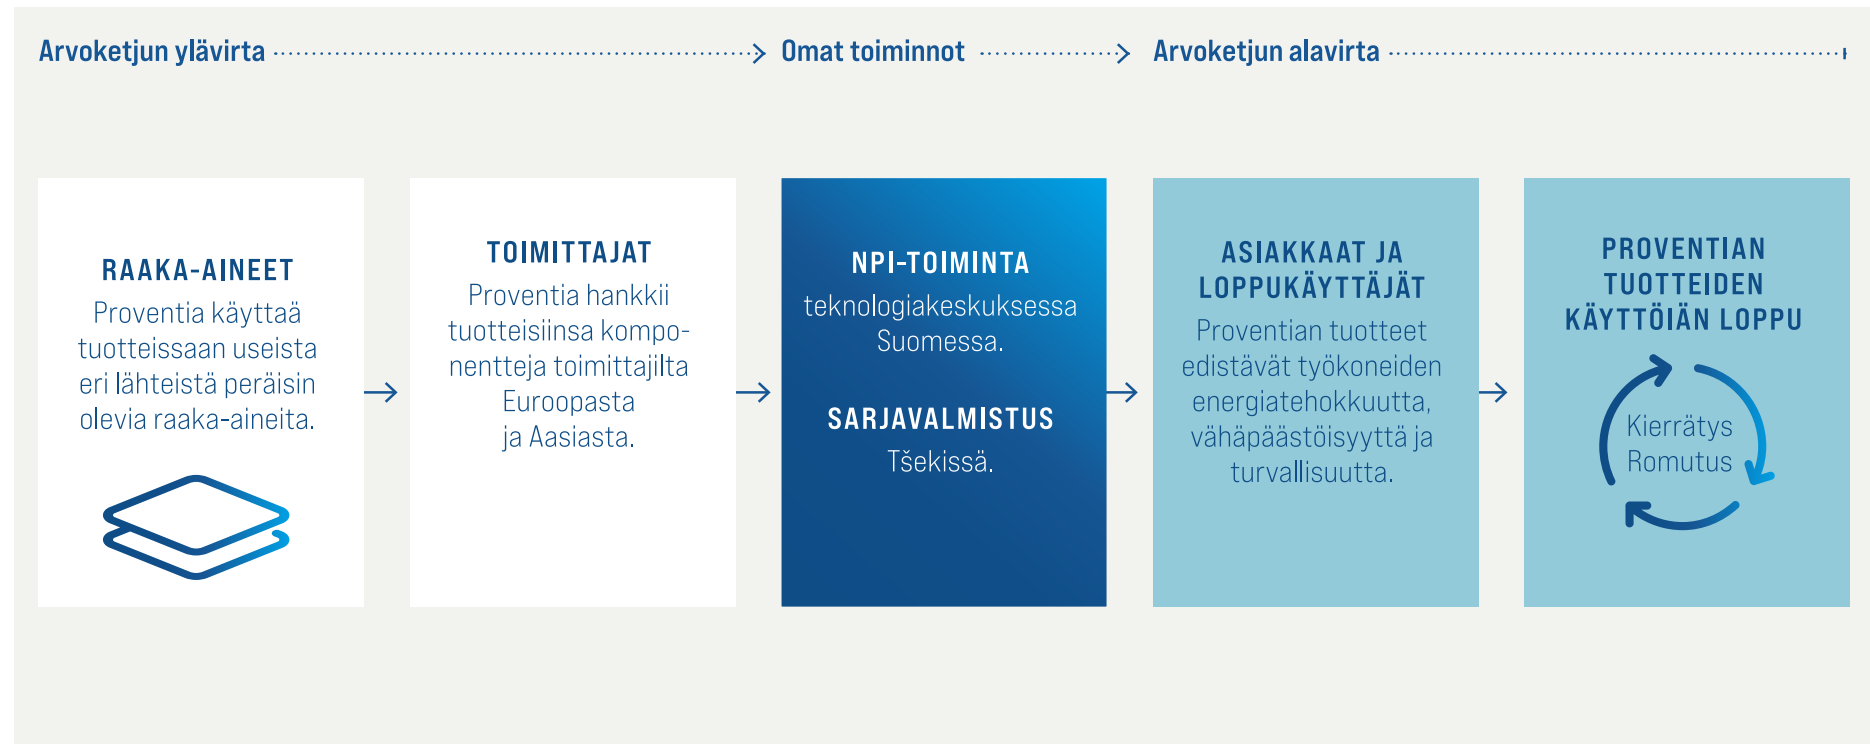 Arvoketjun ylävirta
Omat toiminnot
Arvoketjun alavirta
RAAKA-AINEET
Proventia käyttää
tuotteissaan useista
eri lähteistä peräisin
olevia raaka-aineita.
TOIMITTAJAT
Proventia hankkii
tuotteisiinsa kompo-
nentteja toimittajilta
Euroopasta
ja Aasiasta.
NPI-TOIMINTA
teknologiakeskuksessa
Suomessa.
SARJAVALMISTUS
Tšekissä.
ASIAKKAAT JA
LOPPUKÄYTTÄJÄT
Proventian tuotteet
edistävät työkoneiden
energiatehokkuutta,
vähäpäästöisyyttä ja
turvallisuutta.
PROVENTIAN
TUOTTEIDEN
KÄYTTÖIÄN LOPPU
Kierrätys
Romutus